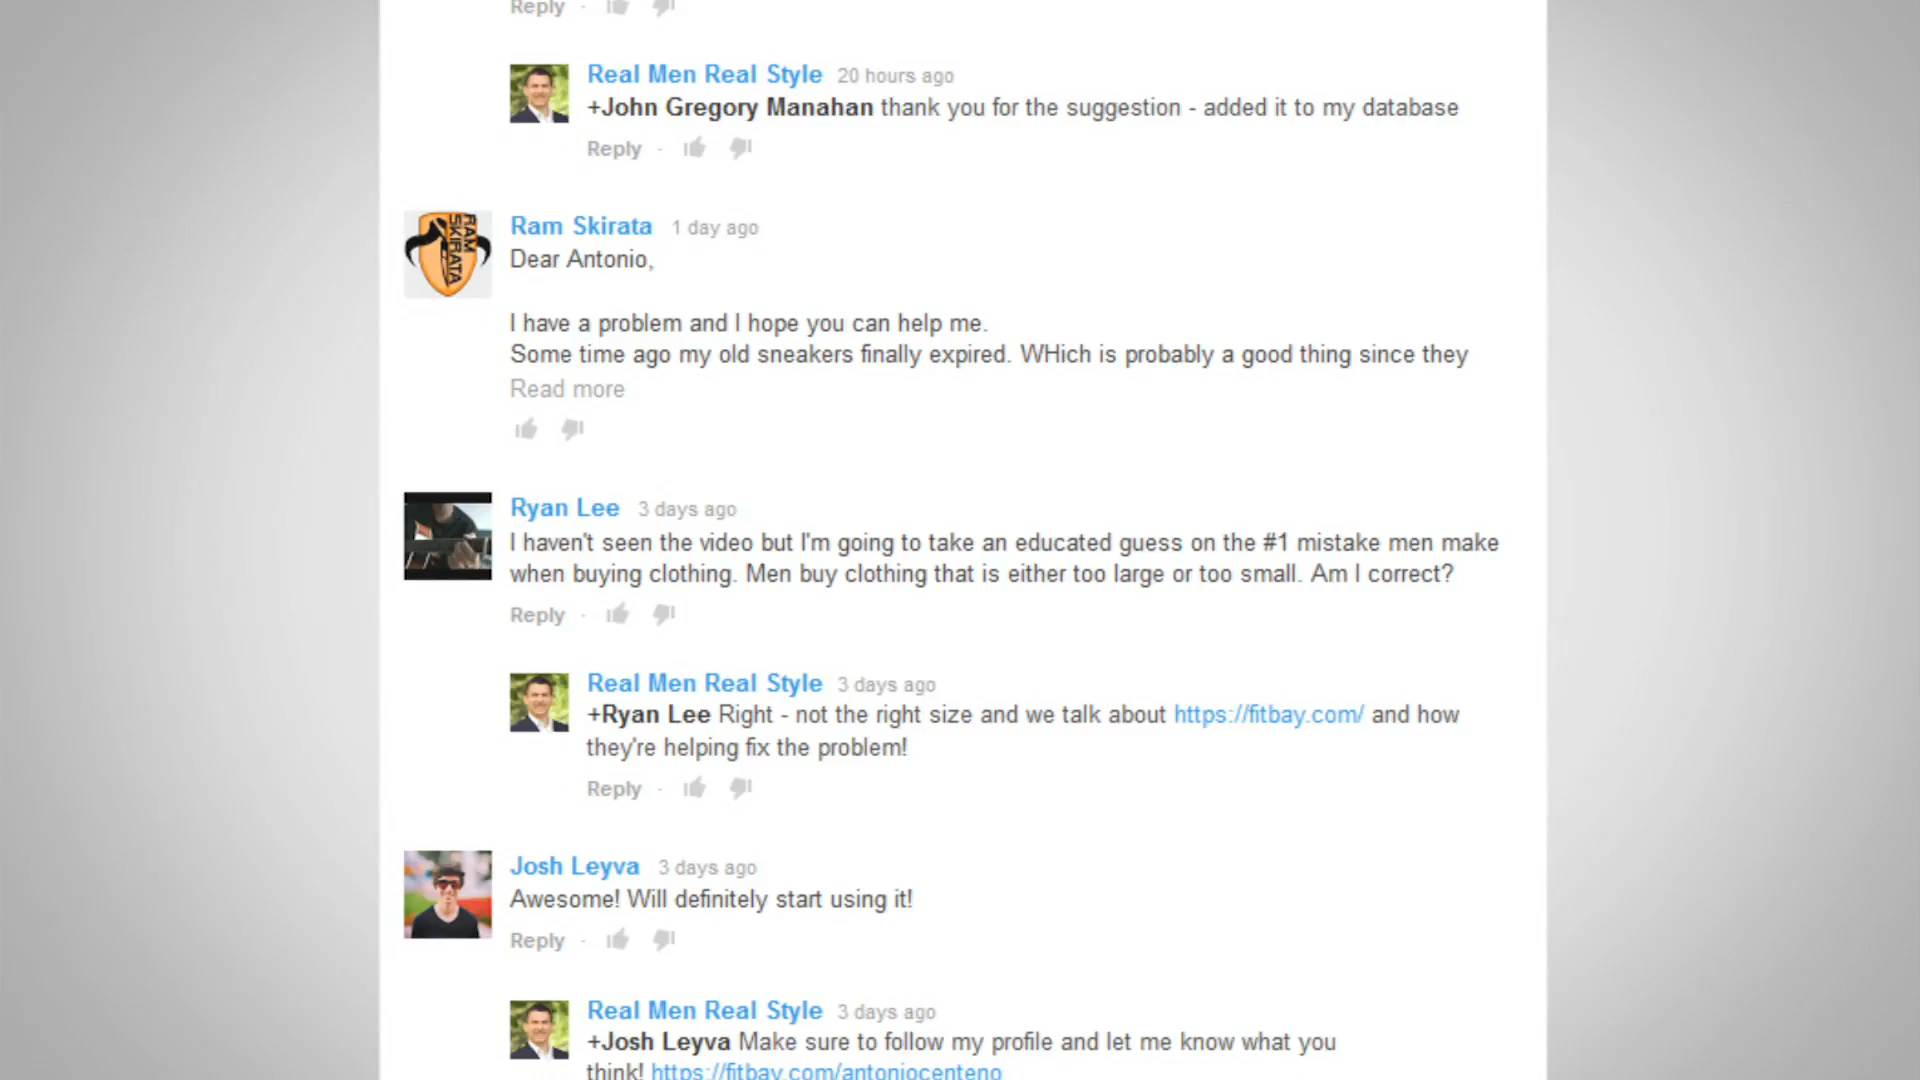 Reply ·
Real Men Real Style 20 hours ago
+John Gregory Manahan thank you for the suggestion - added it to my database
Reply ·
RAM SKIRATA
Ram Skirata 1 day ago
Dear Antonio,
I have a problem and I hope you can help me.
Some time ago my old sneakers finally expired. WHich is probably a good thing since they
Read more
Ryan Lee 3 days ago
I haven't seen the video but I'm going to take an educated guess on the #1 mistake men make
when buying clothing. Men buy clothing that is either too large or too small. Am I correct?
Reply ·
Real Men Real Style 3 days ago
+Ryan Lee Right - not the right size and we talk about https://fitbay.com/ and how
they're helping fix the problem!
Reply ·
Josh Leyva 3 days ago
Awesome! Will definitely start using it!
Reply ·
Real Men Real Style 3 days ago
+Josh Leyva Make sure to follow my profile and let me know what you
think! https://fitbay.com/antoniocenteno